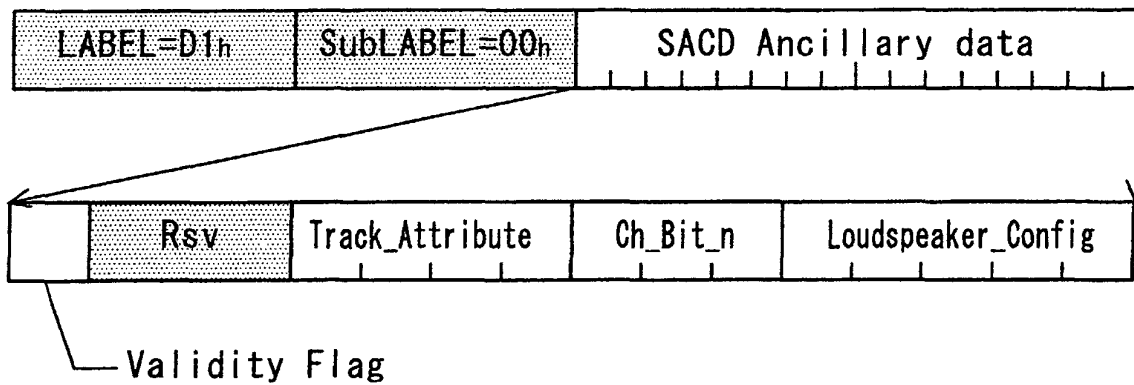 LABEL=D1h SubLABEL=00h SACD Ancillary data
Rsv Track_Attribute Ch_Bit_n Loudspeaker_Config
Validity Flag